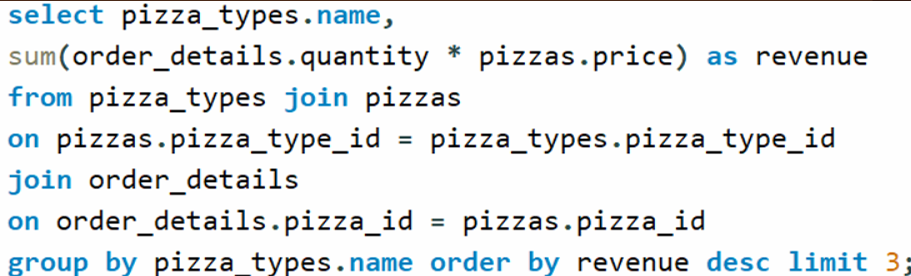 select pizza_types.name,
sum(order_details.quantity * pizzas.price) as revenue
from pizza_types join pizzas
on pizzas.pizza_type_id = pizza_types.pizza_type_id
join order_details
on order_details.pizza_id = pizzas.pizza_id
group by pizza_types.name order by revenue desc limit 3;